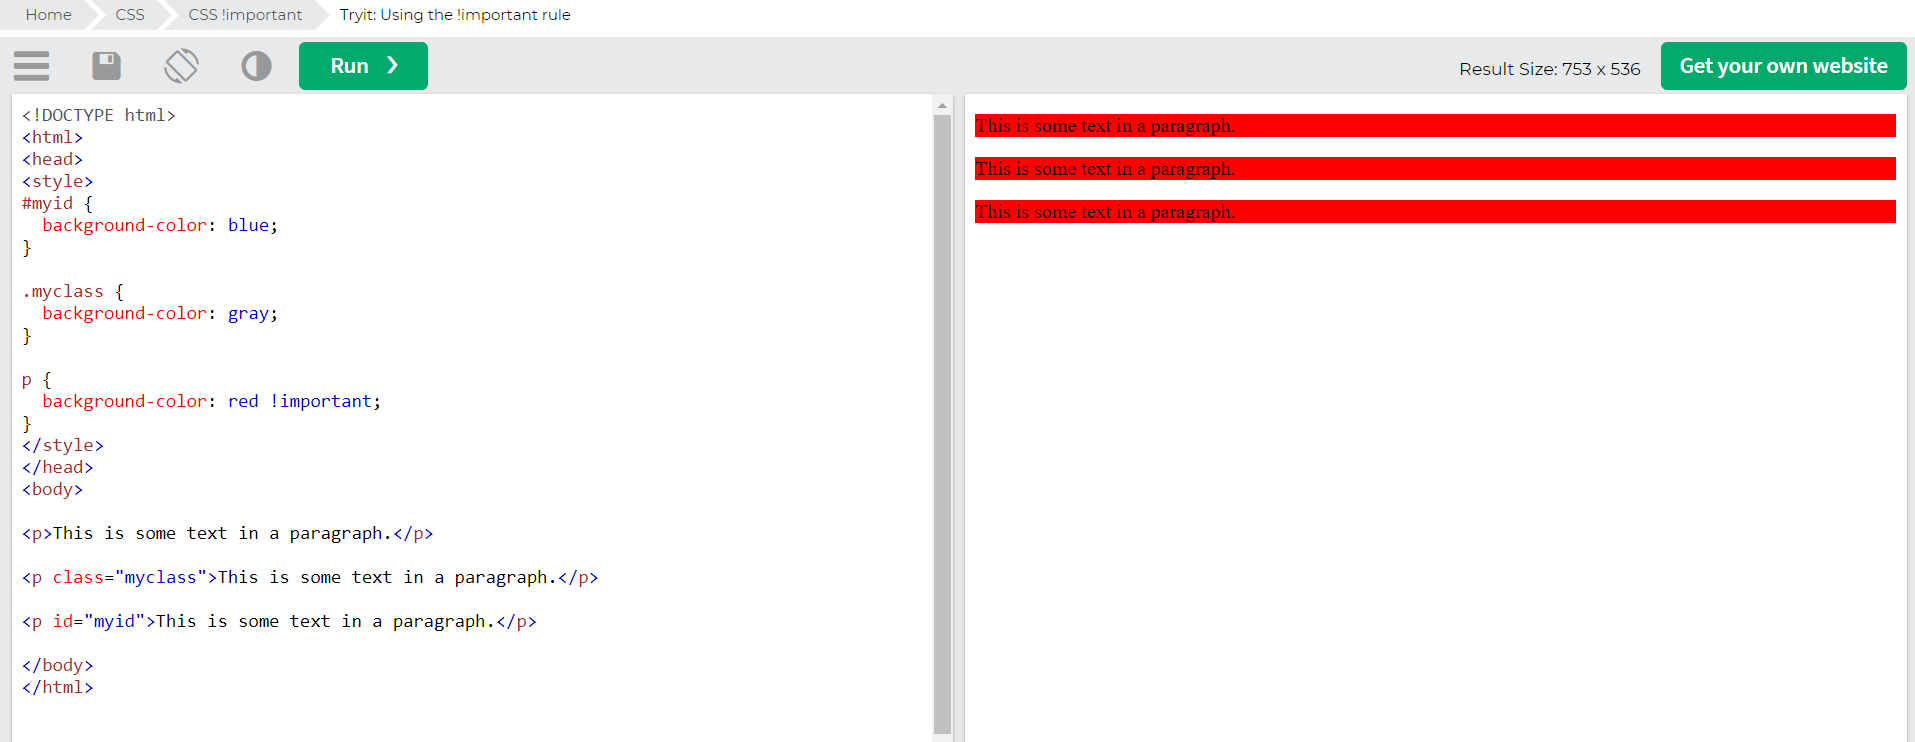 Home CSS CSS !important Tryit: Using the !important rule
Run ❯ Result Size: 753 x 536 Get your own website
<!DOCTYPE html>
<html>
<head>
<style>
#myid {
  background-color: blue;
}
.myclass {
  background-color: gray;
}
p {
  background-color: red !important;
}
</style>
</head>
<body>
<p>This is some text in a paragraph.</p>
<p class="myclass">This is some text in a paragraph.</p>
<p id="myid">This is some text in a paragraph.</p>
</body>
</html>
This is some text in a paragraph.
This is some text in a paragraph.
This is some text in a paragraph.